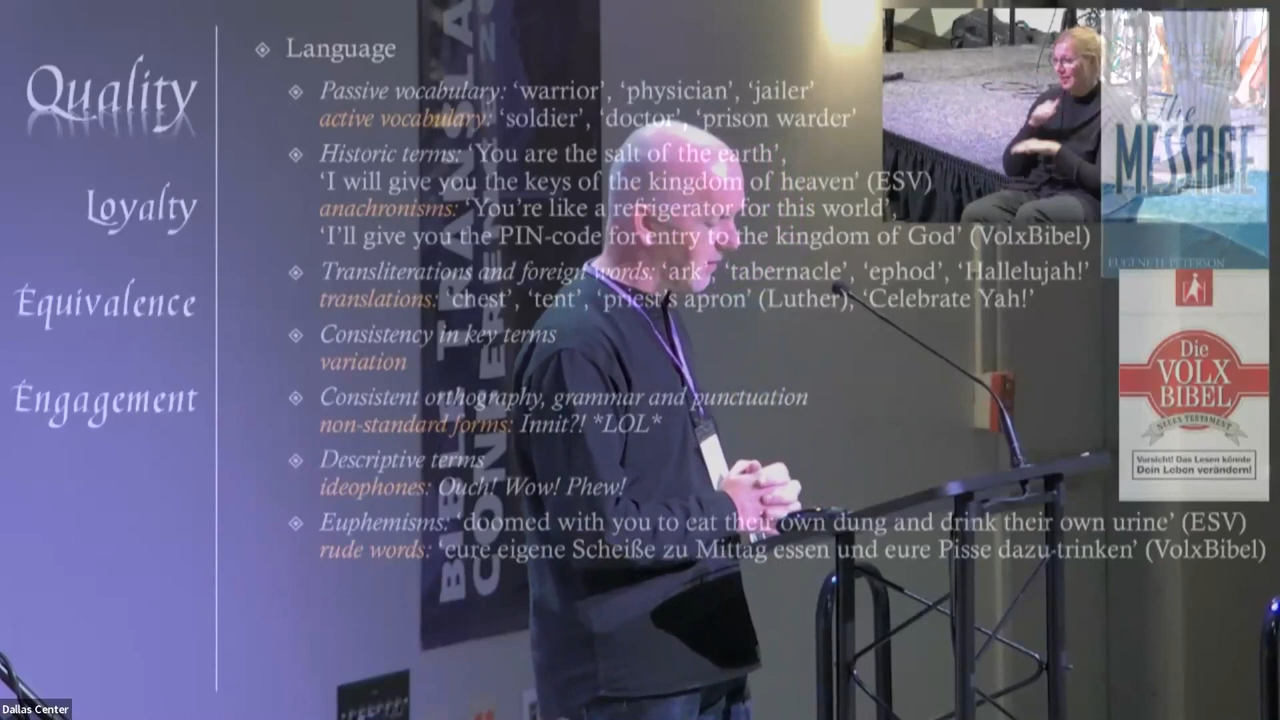 Quality
Loyalty
Equivalence
Engagement
Language
Passive vocabulary: ‘warrior’, ‘physician’, ‘jailer’
active vocabulary: ‘soldier’, ‘doctor’, ‘prison warder’
Historic terms: ‘You are the salt of the earth’,
‘I will give you the keys of the kingdom of heaven’ (ESV)
anachronisms: ‘You’re like a refrigerator for this world’,
‘I’ll give you the PIN-code for entry to the kingdom of God’ (VolxBibel)
Transliterations and foreign words: ‘ark’, ‘tabernacle’, ‘ephod’, ‘Hallelujah!’
translations: ‘chest’, ‘tent’, ‘priest’s apron’ (Luther), ‘Celebrate Yah!’
Consistency in key terms
variation
Consistent orthography, grammar and punctuation
non-standard forms: Innit?! *LOL*
Descriptive terms
ideophones: Ouch! Wow! Phew!
Euphemisms: ‘doomed with you to eat their own dung and drink their own urine’ (ESV)
rude words: ‘eure eigene Scheiße zu Mittag essen und eure Pisse dazu trinken’ (VolxBibel)
The
MESSAGE
EUGENE H. PETERSON
Die
VOLX
BIBEL
NEUES TESTAMENT
Vorsicht! Das Lesen könnte
Dein Leben verändern!
Dallas Center